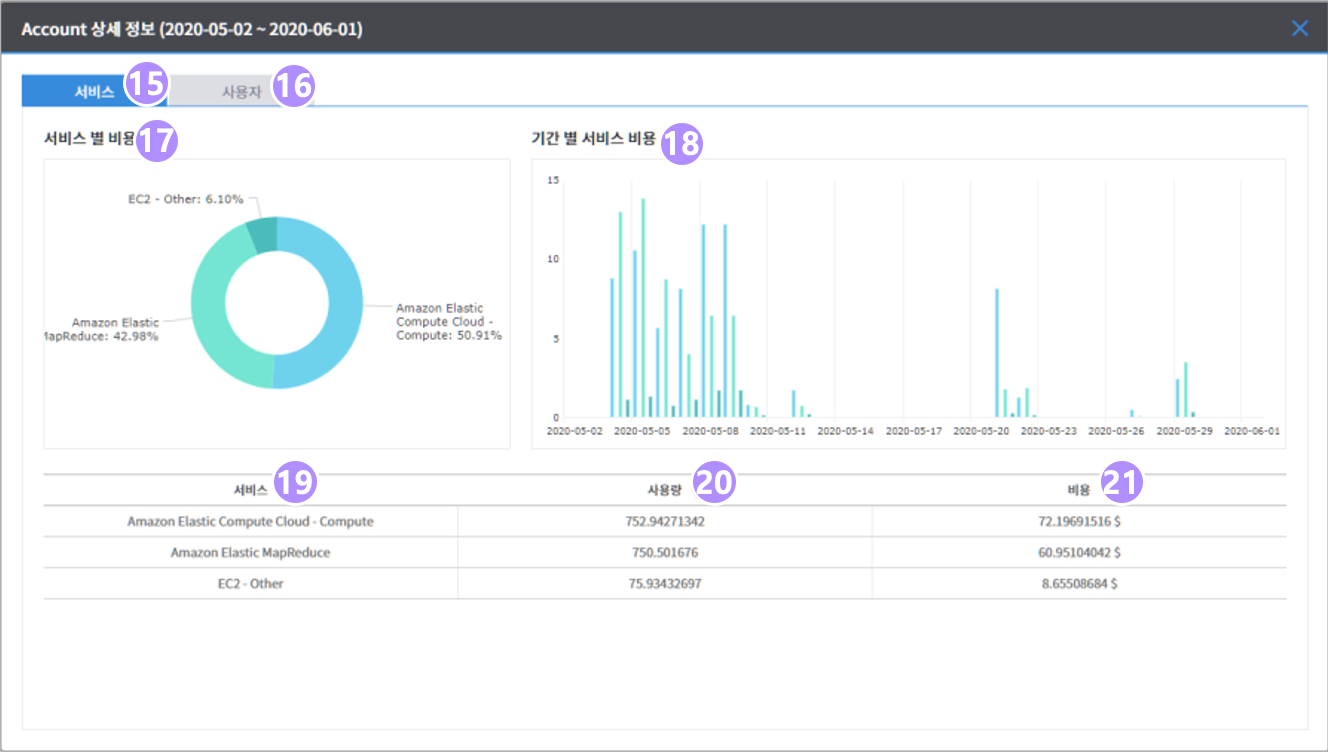 Account 상세 정보 (2020-05-02 ~ 2020-06-01)
서비스 15 사용자 16
서비스 별 비용 17
기간 별 서비스 비용 18
EC2 - Other: 6.10%
Amazon Elastic
MapReduce: 42.98%
Amazon Elastic
Compute Cloud -
Compute: 50.91%
15
10
5
0
2020-05-02 2020-05-05 2020-05-08 2020-05-11 2020-05-14 2020-05-17 2020-05-20 2020-05-23 2020-05-26 2020-05-29 2020-06-01
서비스 19 사용량 20 비용 21
Amazon Elastic Compute Cloud - Compute 752.94271342 72.19691516 $
Amazon Elastic MapReduce 750.501676 60.95104042 $
EC2 - Other 75.93432697 8.65508684 $